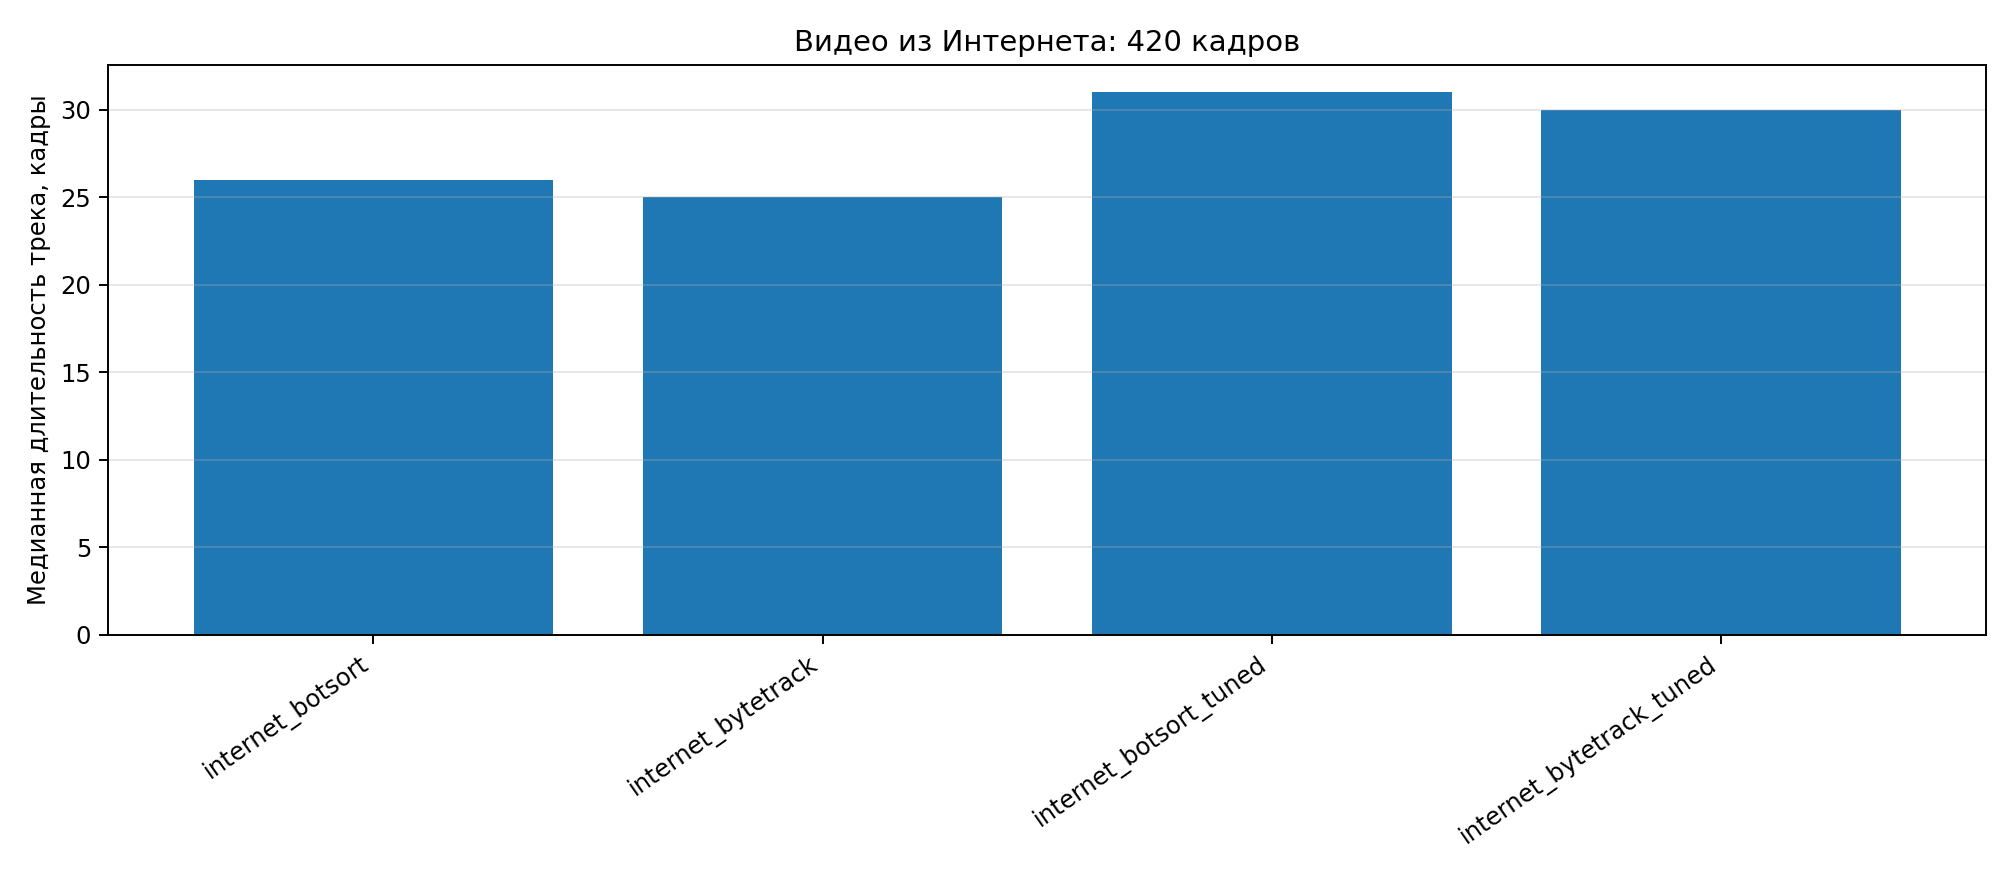 Видео из Интернета: 420 кадров
Медианная длительность трека, кадры
30
25
20
15
10
5
0
internet_botsort
internet_bytetrack
internet_botsort_tuned
internet_bytetrack_tuned